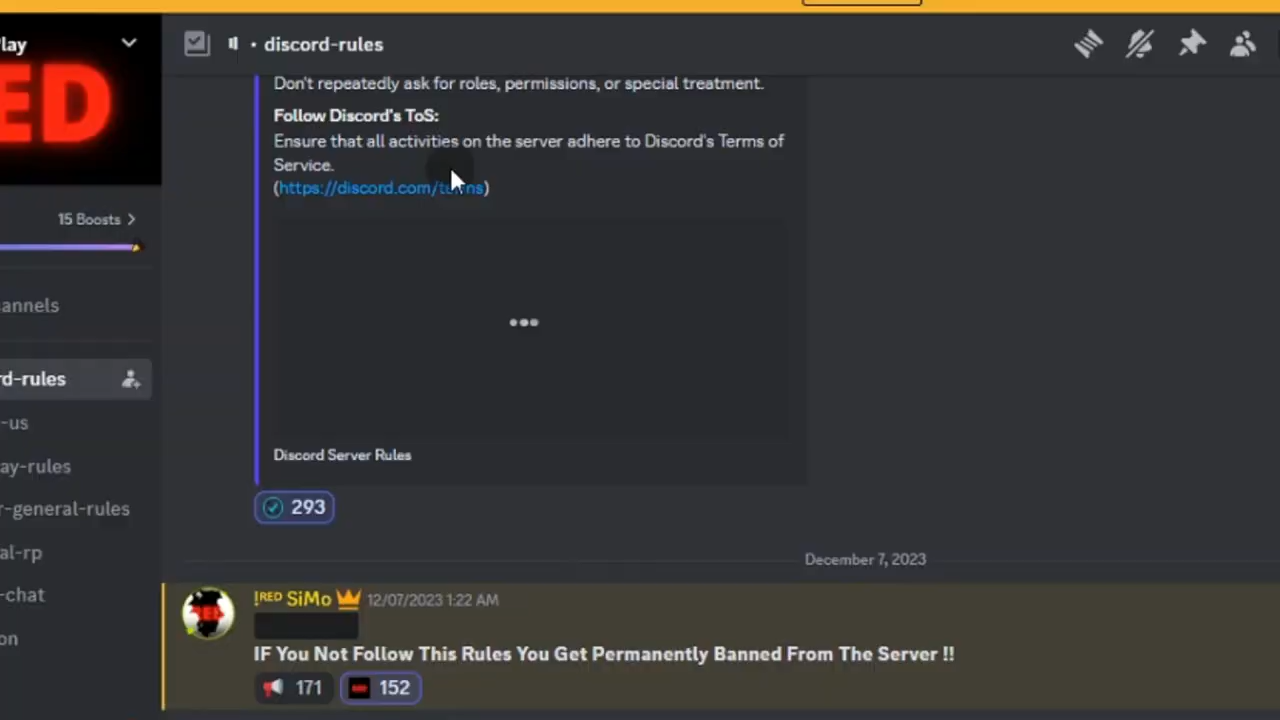 lay
• discord-rules
ED
Don't repeatedly ask for roles, permissions, or special treatment.
Follow Discord's ToS:
Ensure that all activities on the server adhere to Discord's Terms of
Service.
(https://discord.com/terms)
15 Boosts >
annels
d-rules
-us
ay-rules
r-general-rules
al-rp
-chat
on
Discord Server Rules
293
December 7, 2023
!ᴿᴱᴰ SiMo 12/07/2023 1:22 AM
IF You Not Follow This Rules You Get Permanently Banned From The Server !!
171 152